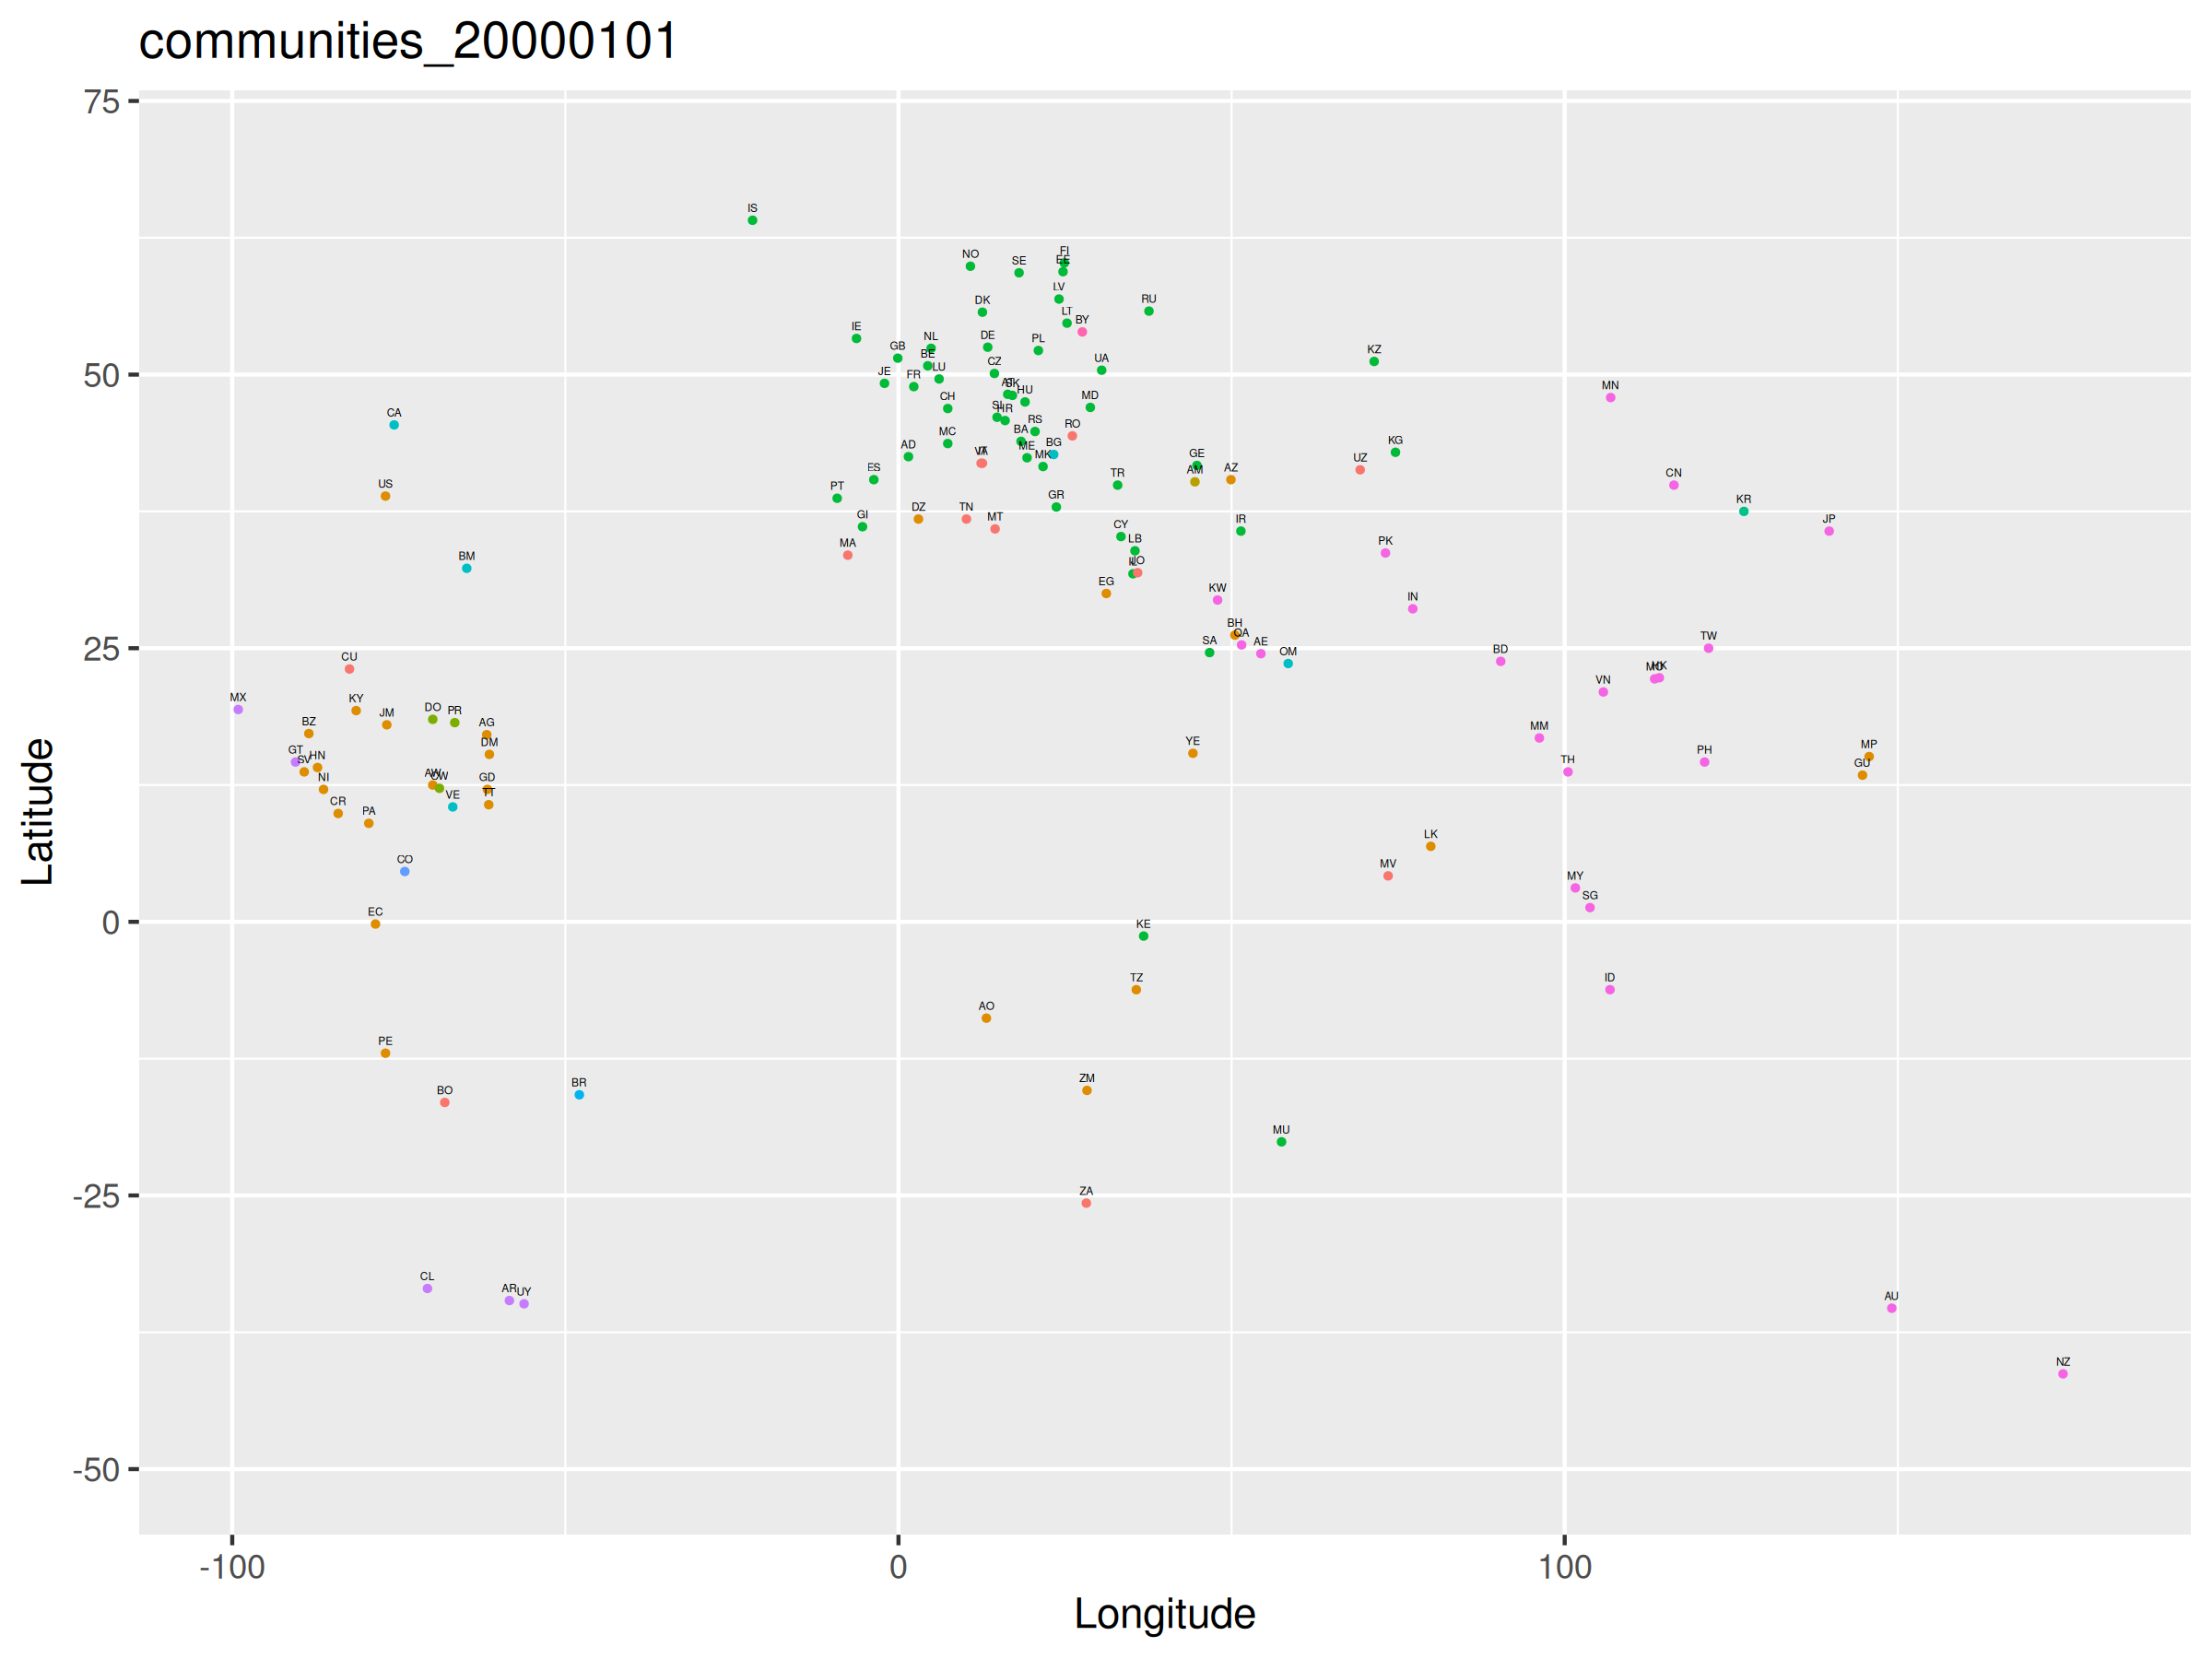 communities_20000101
75
IS
NO
SE
FI
EE
LV
DK
RU
LT
BY
IE
NL
DE
PL
GB
BE
CZ
UA
KZ
50
JE
FR
LU
AT
SK
HU
MD
MN
CH
SI
HR
CA
RS
RO
MC
BA
BG
KG
AD
ME
VA
IT
MK
GE
UZ
ES
AM
AZ
CN
US
PT
TR
GR
KR
GI
DZ
TN
MT
JP
CY
IR
MA
LB
PK
BM
IL
JO
EG
KW
IN
BH
QA
25
SA
AE
OM
BD
TW
CU
MO
HK
VN
MX
KY
JM
DO
PR
BZ
AG
DM
MM
GT
SV
HN
YE
TH
PH
MP
GU
NI
AW
CW
GD
TT
CR
VE
PA
LK
CO
MV
MY
SG
0
EC
KE
TZ
ID
AO
PE
BO
BR
ZM
MU
-25
ZA
CL
AR
UY
AU
NZ
-50
-100
0
100
Longitude
Latitude